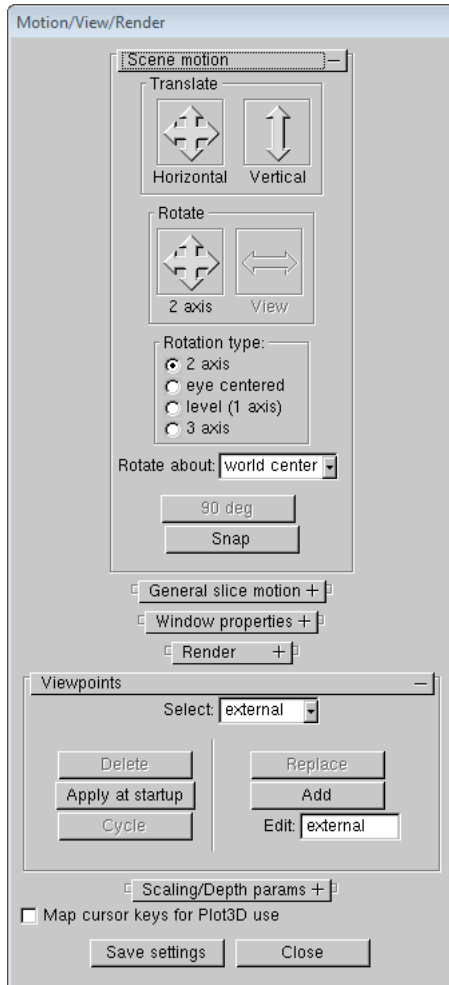 Motion/View/Render
Scene motion
Translate
Horizontal Vertical
Rotate
2 axis View
Rotation type:
2 axis
eye centered
level (1 axis)
3 axis
Rotate about: world center
90 deg
Snap
General slice motion +
Window properties +
Render +
Viewpoints
Select: external
Delete Replace
Apply at startup Add
Cycle Edit: external
Scaling/Depth params +
Map cursor keys for Plot3D use
Save settings Close